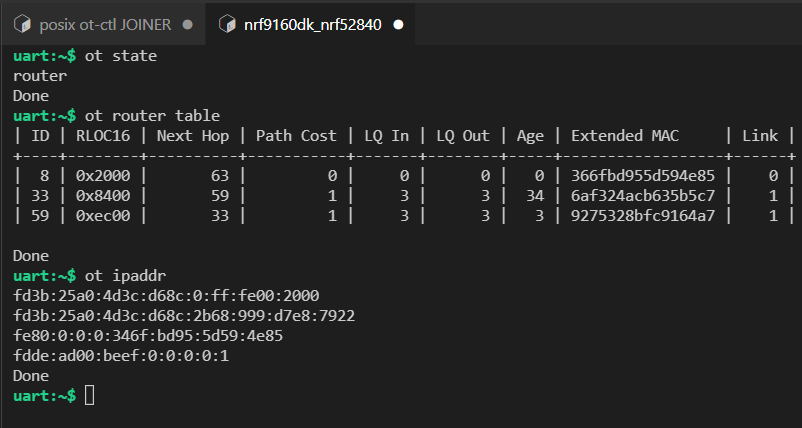 posix ot-ctl JOINER nrf9160dk_nrf52840
uart:~$ ot state
router
Done
uart:~$ ot router table
| ID | RLOC16 | Next Hop | Path Cost | LQ In | LQ Out | Age | Extended MAC     | Link |
+----+--------+----------+-----------+-------+--------+-----+------------------+------+
|  8 | 0x2000 |       63 |         0 |     0 |      0 |   0 | 366fbd955d594e85 |    0 |
| 33 | 0x8400 |       59 |         1 |     3 |      3 |  34 | 6af324acb635b5c7 |    1 |
| 59 | 0xec00 |       33 |         1 |     3 |      3 |   3 | 9275328bfc9164a7 |    1 |
Done
uart:~$ ot ipaddr
fd3b:25a0:4d3c:d68c:0:ff:fe00:2000
fd3b:25a0:4d3c:d68c:2b68:999:d7e8:7922
fe80:0:0:0:346f:bd95:5d59:4e85
fdde:ad00:beef:0:0:0:0:1
Done
uart:~$